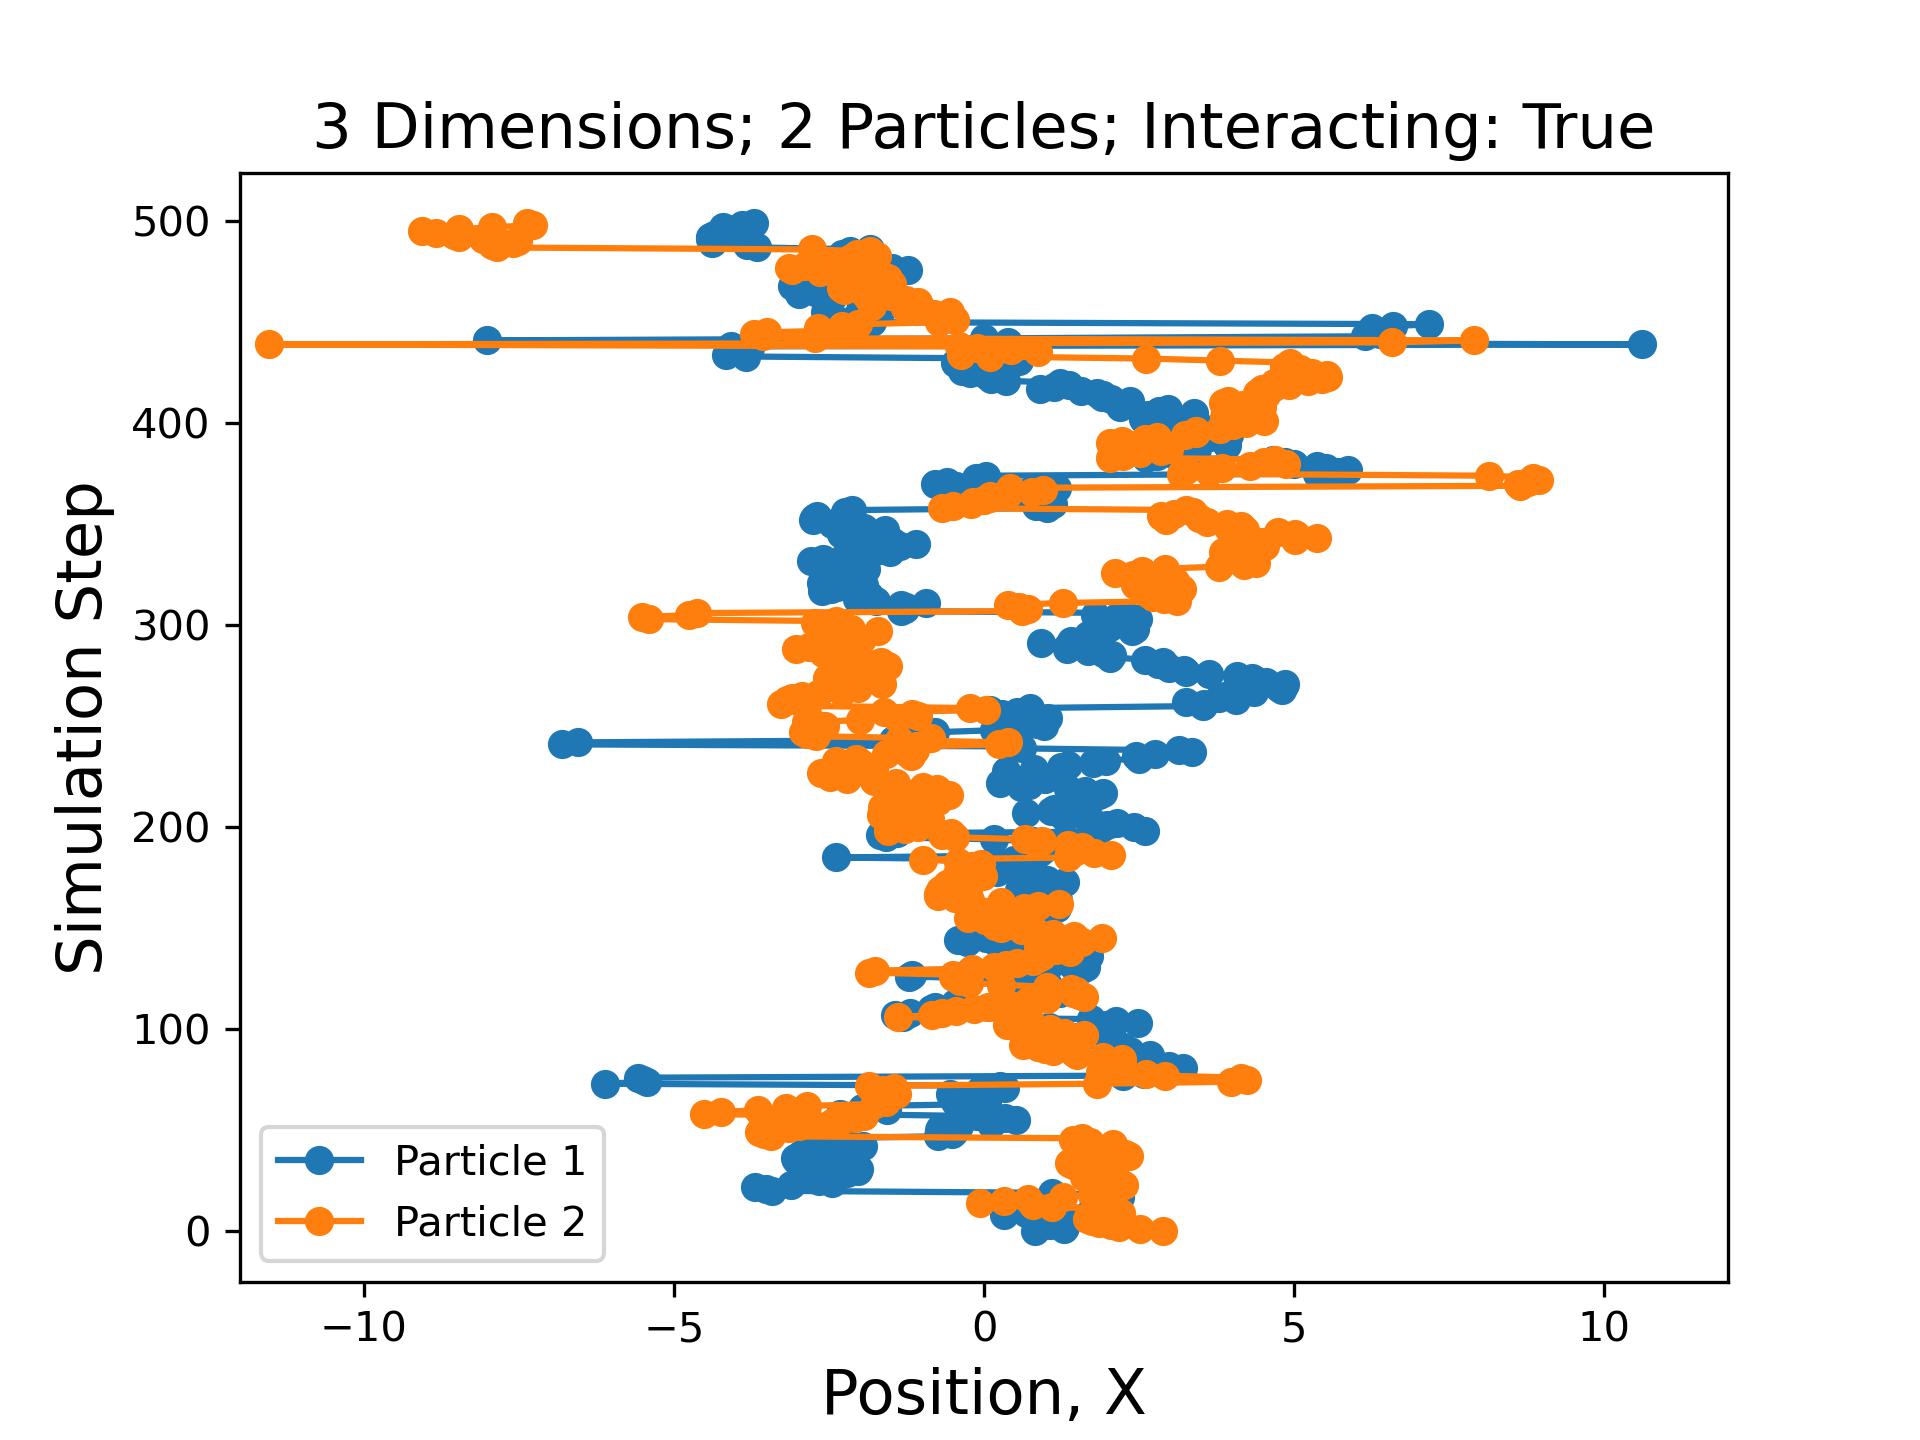 3 Dimensions; 2 Particles; Interacting: True
Simulation Step
500
400
300
200
100
0
Particle 1
Particle 2
−10
−5
0
5
10
Position, X